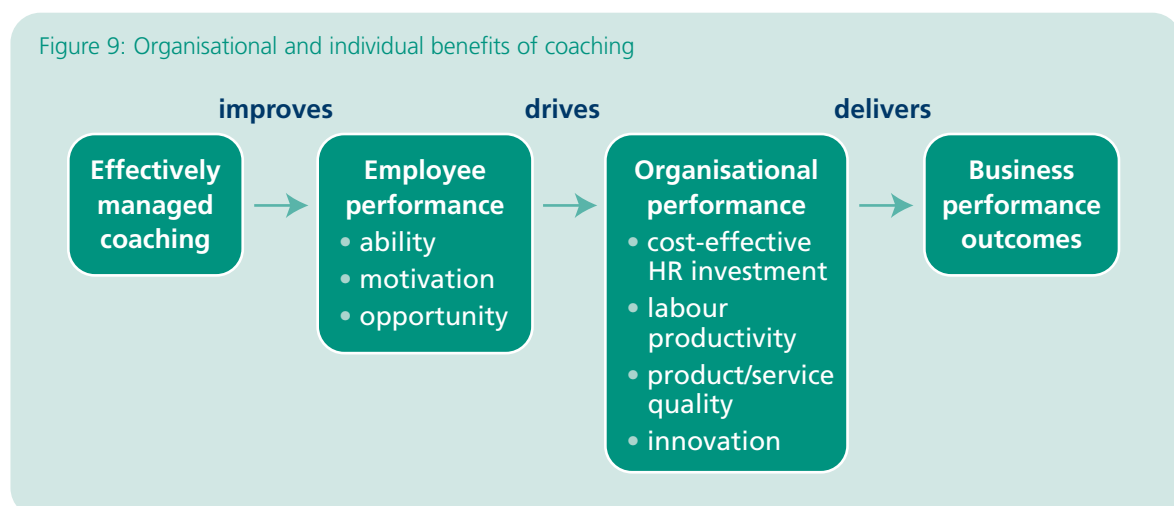 Figure 9: Organisational and individual benefits of coaching
improves
drives
delivers
Effectively
managed
coaching
Employee
performance
• ability
• motivation
• opportunity
Organisational
performance
• cost-effective
HR investment
• labour
productivity
• product/service
quality
• innovation
Business
performance
outcomes